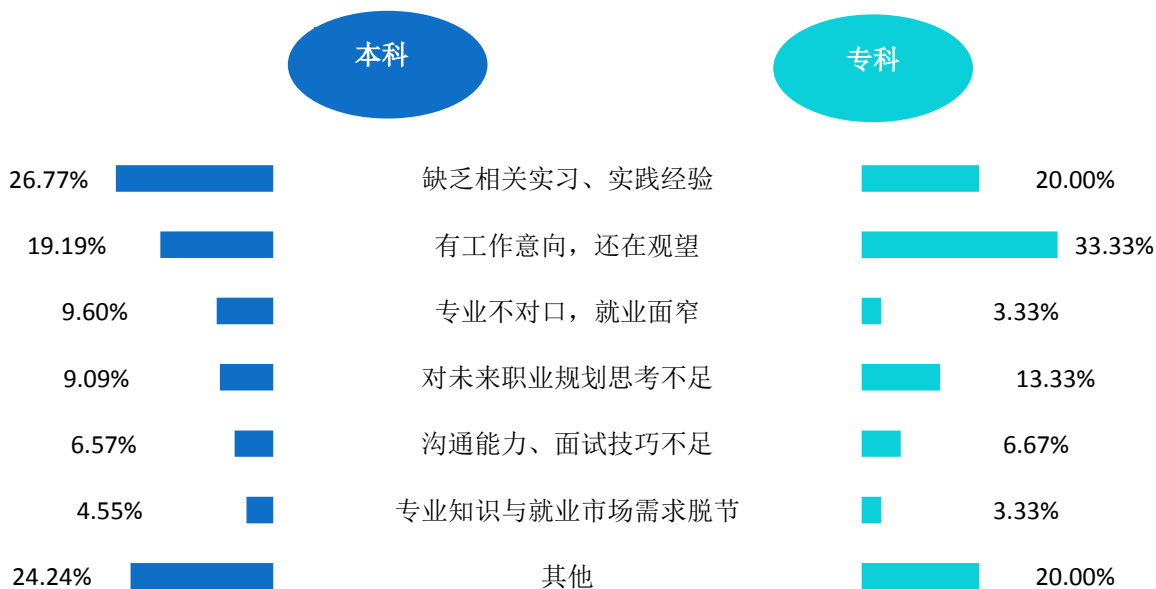 本科 专科
26.77% 缺乏相关实习、实践经验 20.00%
19.19% 有工作意向，还在观望 33.33%
9.60% 专业不对口，就业面窄 3.33%
9.09% 对未来职业规划思考不足 13.33%
6.57% 沟通能力、面试技巧不足 6.67%
4.55% 专业知识与就业市场需求脱节 3.33%
24.24% 其他 20.00%